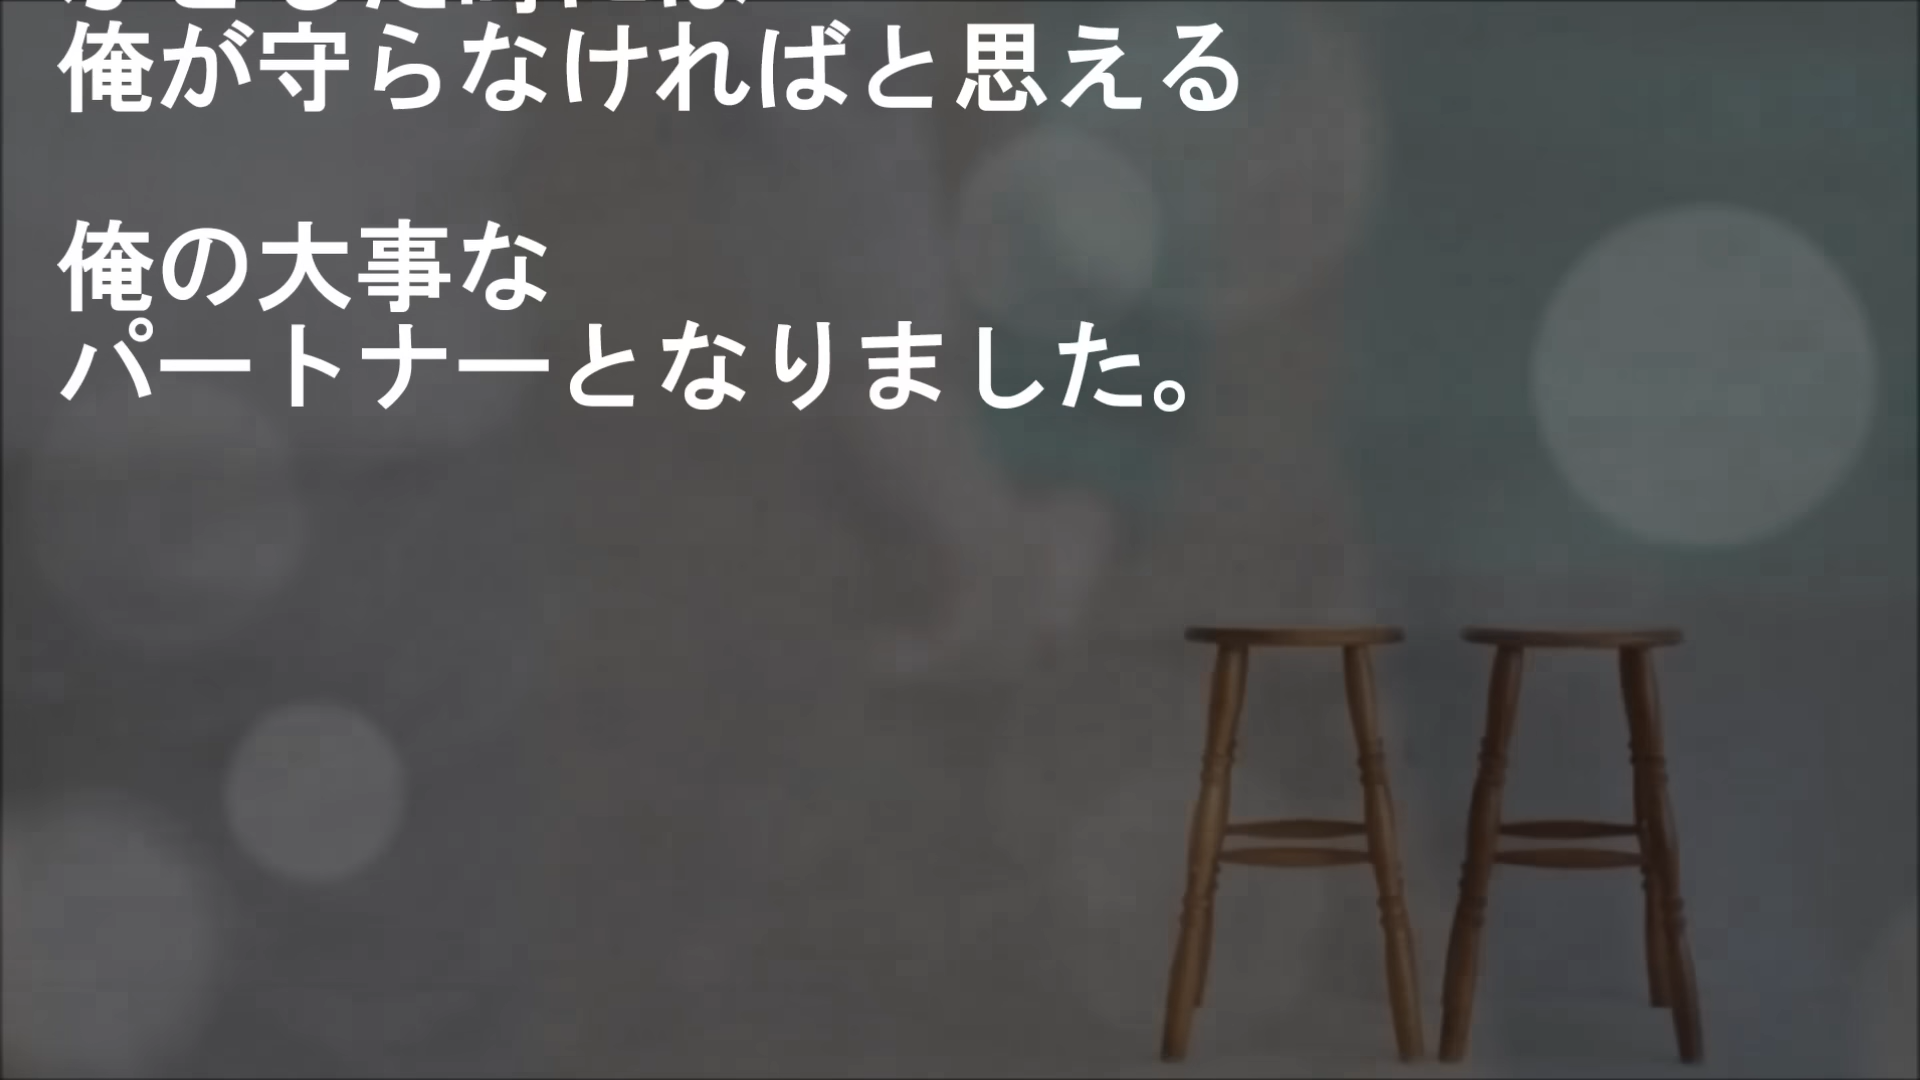 俺が守らなければと思える
俺の大事な
パートナーとなりました。